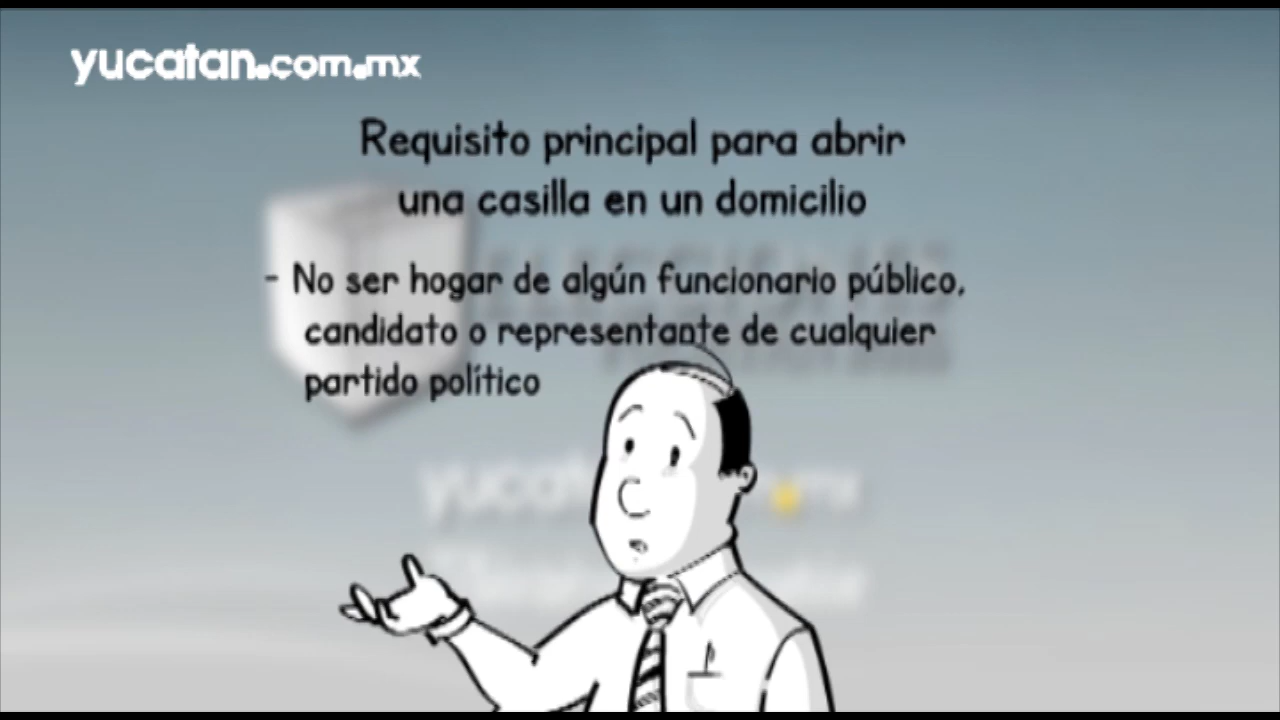 yucatan.com.mx
Requisito principal para abrir
una casilla en un domicilio
- No ser hogar de algún funcionario público,
candidato o representante de cualquier
partido político